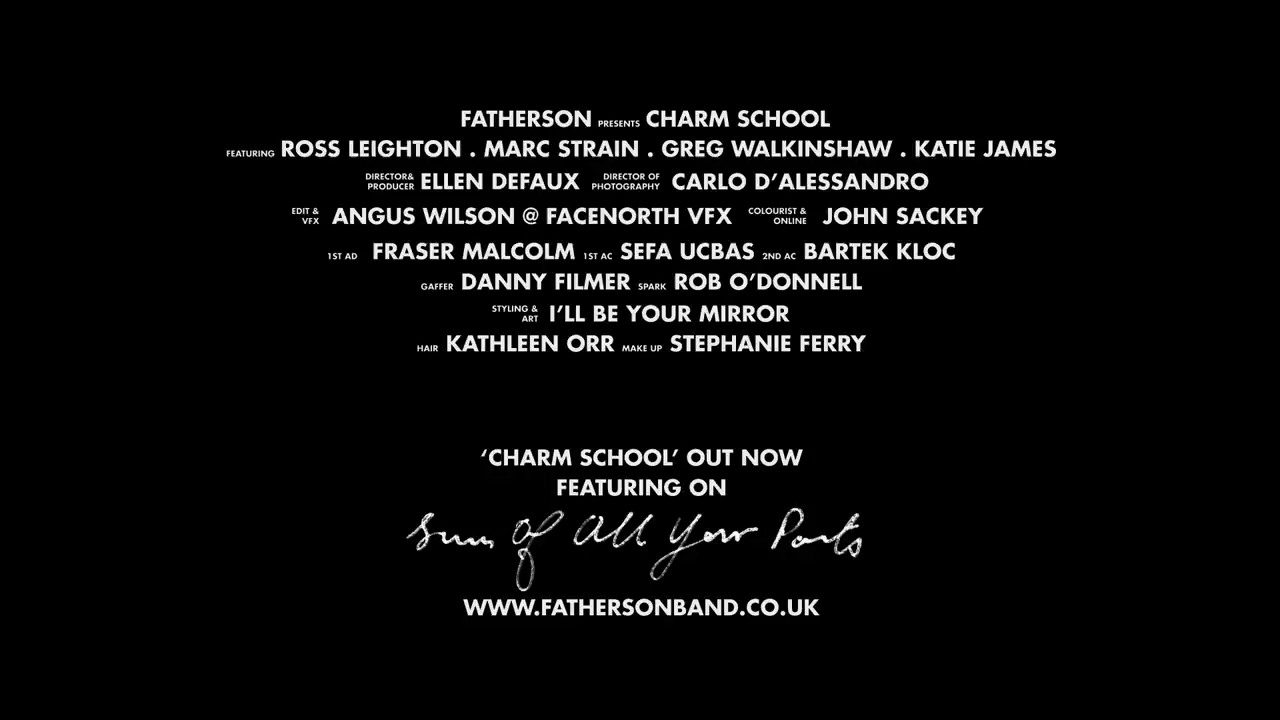 FATHERSON PRESENTS CHARM SCHOOL
FEATURING ROSS LEIGHTON . MARC STRAIN . GREG WALKINSHAW . KATIE JAMES
DIRECTOR& PRODUCER ELLEN DEFAUX DIRECTOR OF PHOTOGRAPHY CARLO D'ALESSANDRO
EDIT & VFX ANGUS WILSON @ FACENORTH VFX COLOURIST & ONLINE JOHN SACKEY
1ST AD FRASER MALCOLM 1ST AC SEFA UCBAS 2ND AC BARTEK KLOC
GAFFER DANNY FILMER SPARK ROB O'DONNELL
STYLING & ART I'LL BE YOUR MIRROR
HAIR KATHLEEN ORR MAKE UP STEPHANIE FERRY
'CHARM SCHOOL' OUT NOW
FEATURING ON
Sum of All Your Parts
WWW.FATHERSONBAND.CO.UK